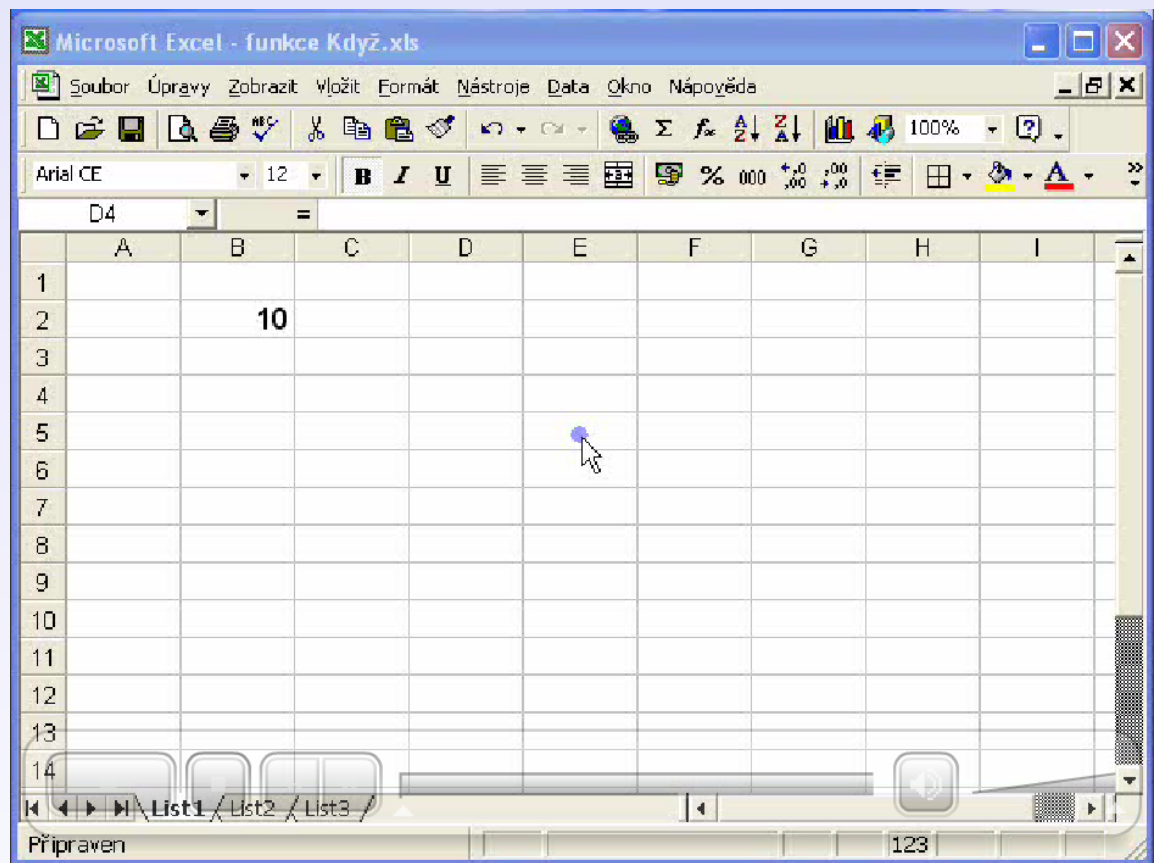 Microsoft Excel - funkce Když.xls
Soubor Úpravy Zobrazit Vložit Formát Nástroje Data Okno Nápověda
100%
Arial CE 12 B I U % 000
D4 =
A B C D E F G H I
1
2 10
3
4
5
6
7
8
9
10
11
12
13
14
List1 List2 List3
Připraven 123